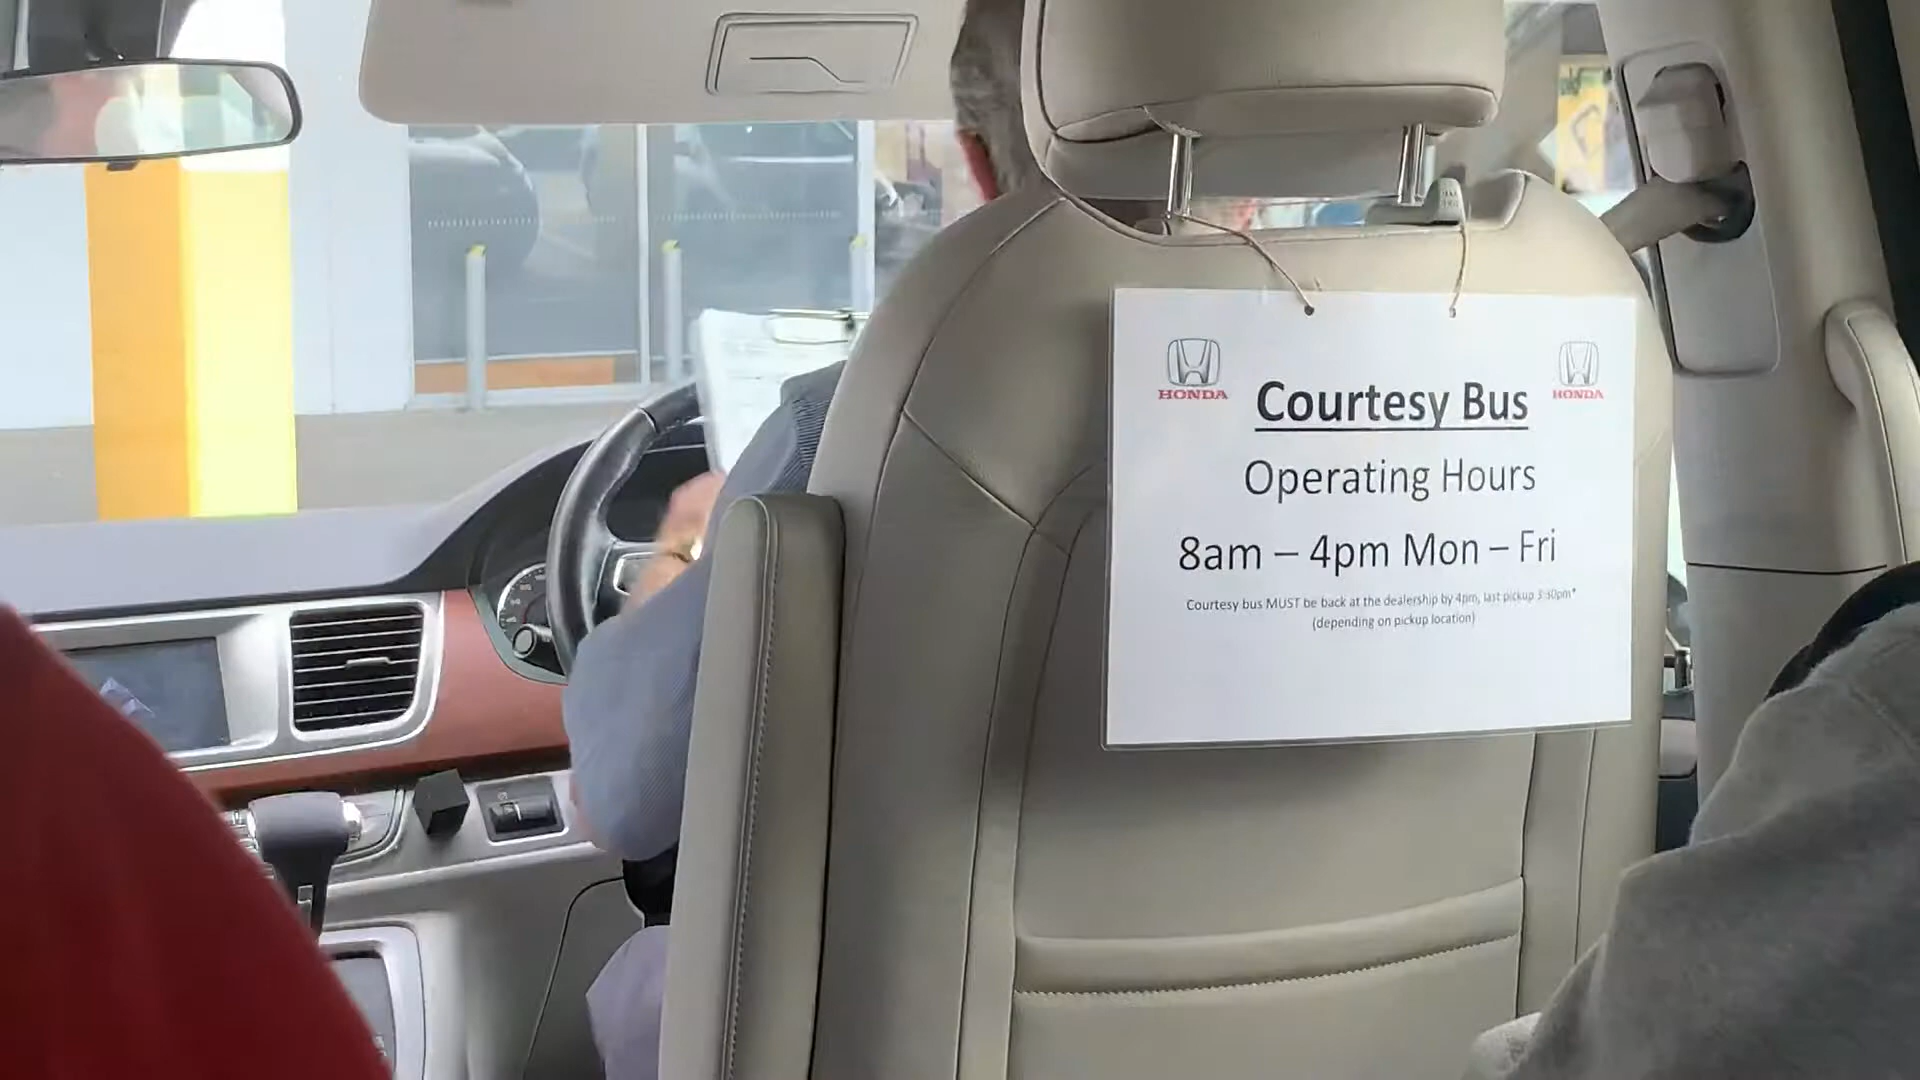 HONDA
HONDA
Courtesy Bus
Operating Hours
8am – 4pm Mon – Fri
Courtesy bus MUST be back at the dealership by 4pm, last pickup 3:30pm*
(depending on pickup location)